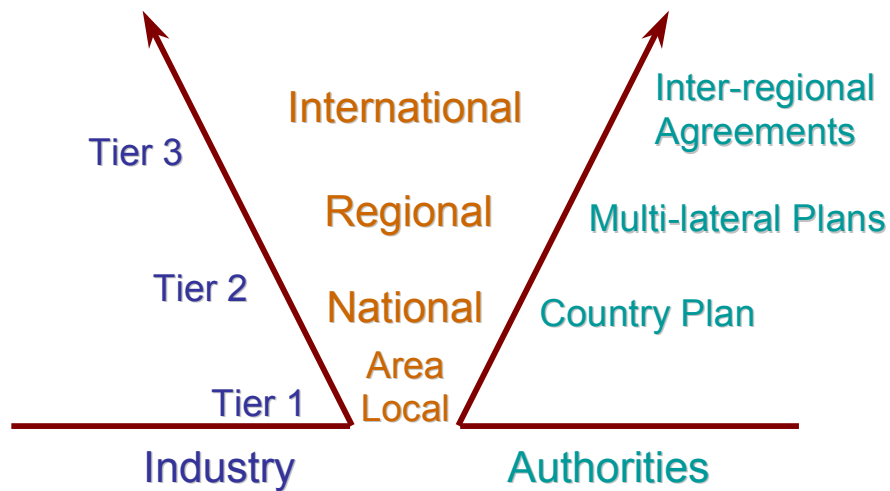 International
Inter-regional
Agreements
Tier 3
Regional
Multi-lateral Plans
Tier 2
National
Country Plan
Area
Local
Tier 1
Industry
Authorities